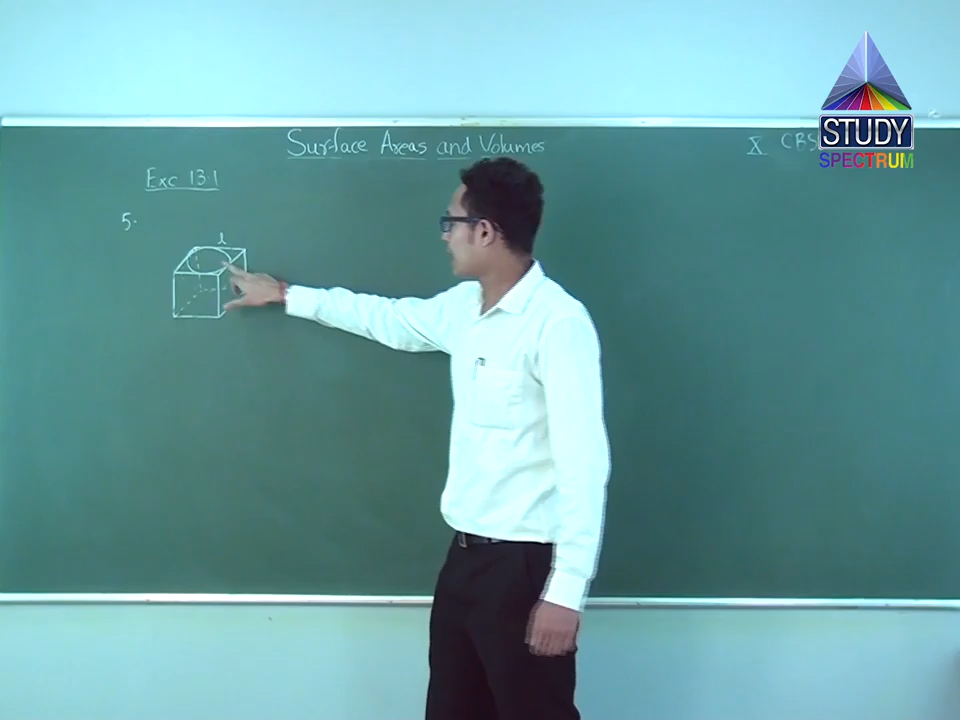 STUDY
SPECTRUM
Surface Areas and Volumes
X CBS
Exc 13.1
5.
l